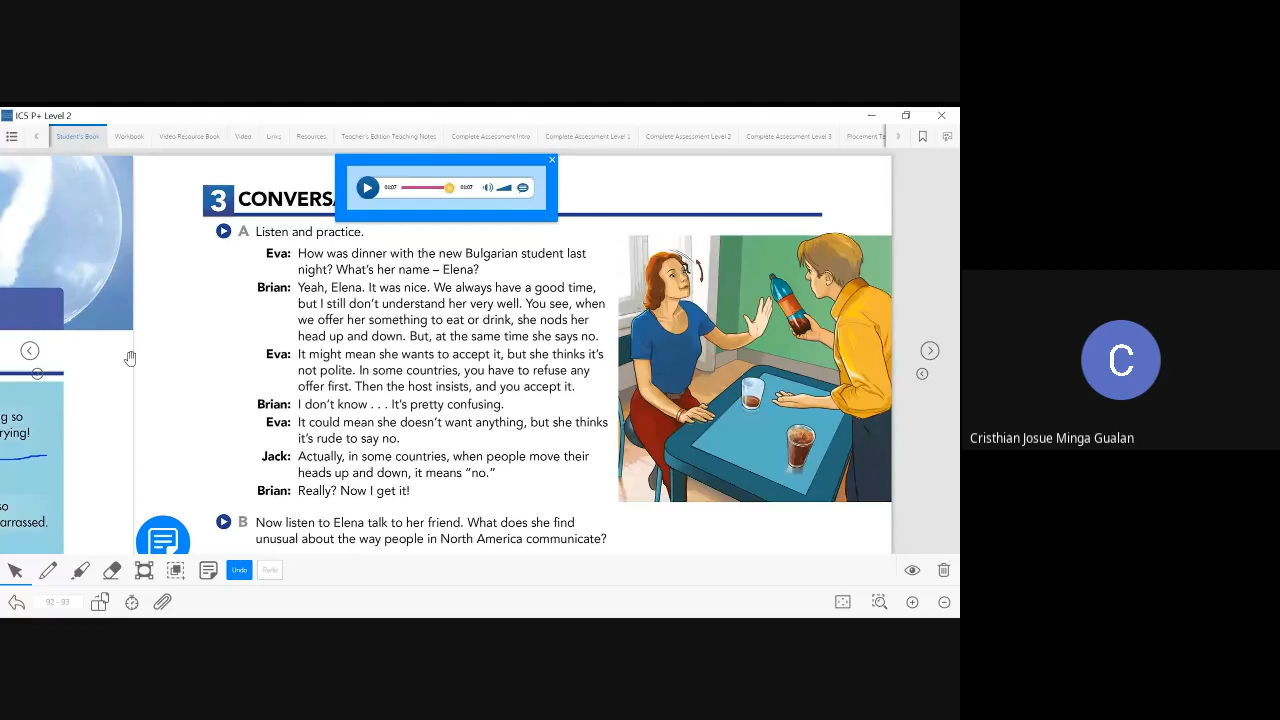 IC5 P+ Level 2
Student's Book
Workbook
Video Resource Book
Video
Links
Resources
Teacher's Edition Teaching Notes
Complete Assessment Intro
Complete Assessment Level 1
Complete Assessment Level 2
Complete Assessment Level 3
Placement
01:07
01:07
3 CONVERSA
A Listen and practice.
Eva: How was dinner with the new Bulgarian student last
night? What's her name – Elena?
Brian: Yeah, Elena. It was nice. We always have a good time,
but I still don't understand her very well. You see, when
we offer her something to eat or drink, she nods her
head up and down. But, at the same time she says no.
Eva: It might mean she wants to accept it, but she thinks it's
not polite. In some countries, you have to refuse any
offer first. Then the host insists, and you accept it.
Brian: I don't know . . . It's pretty confusing.
Eva: It could mean she doesn't want anything, but she thinks
it's rude to say no.
Jack: Actually, in some countries, when people move their
heads up and down, it means "no."
Brian: Really? Now I get it!
B Now listen to Elena talk to her friend. What does she find
unusual about the way people in North America communicate?
g so
rying!
so
arrassed.
Undo
Redo
92 - 93
C
Cristhian Josue Minga Gualan